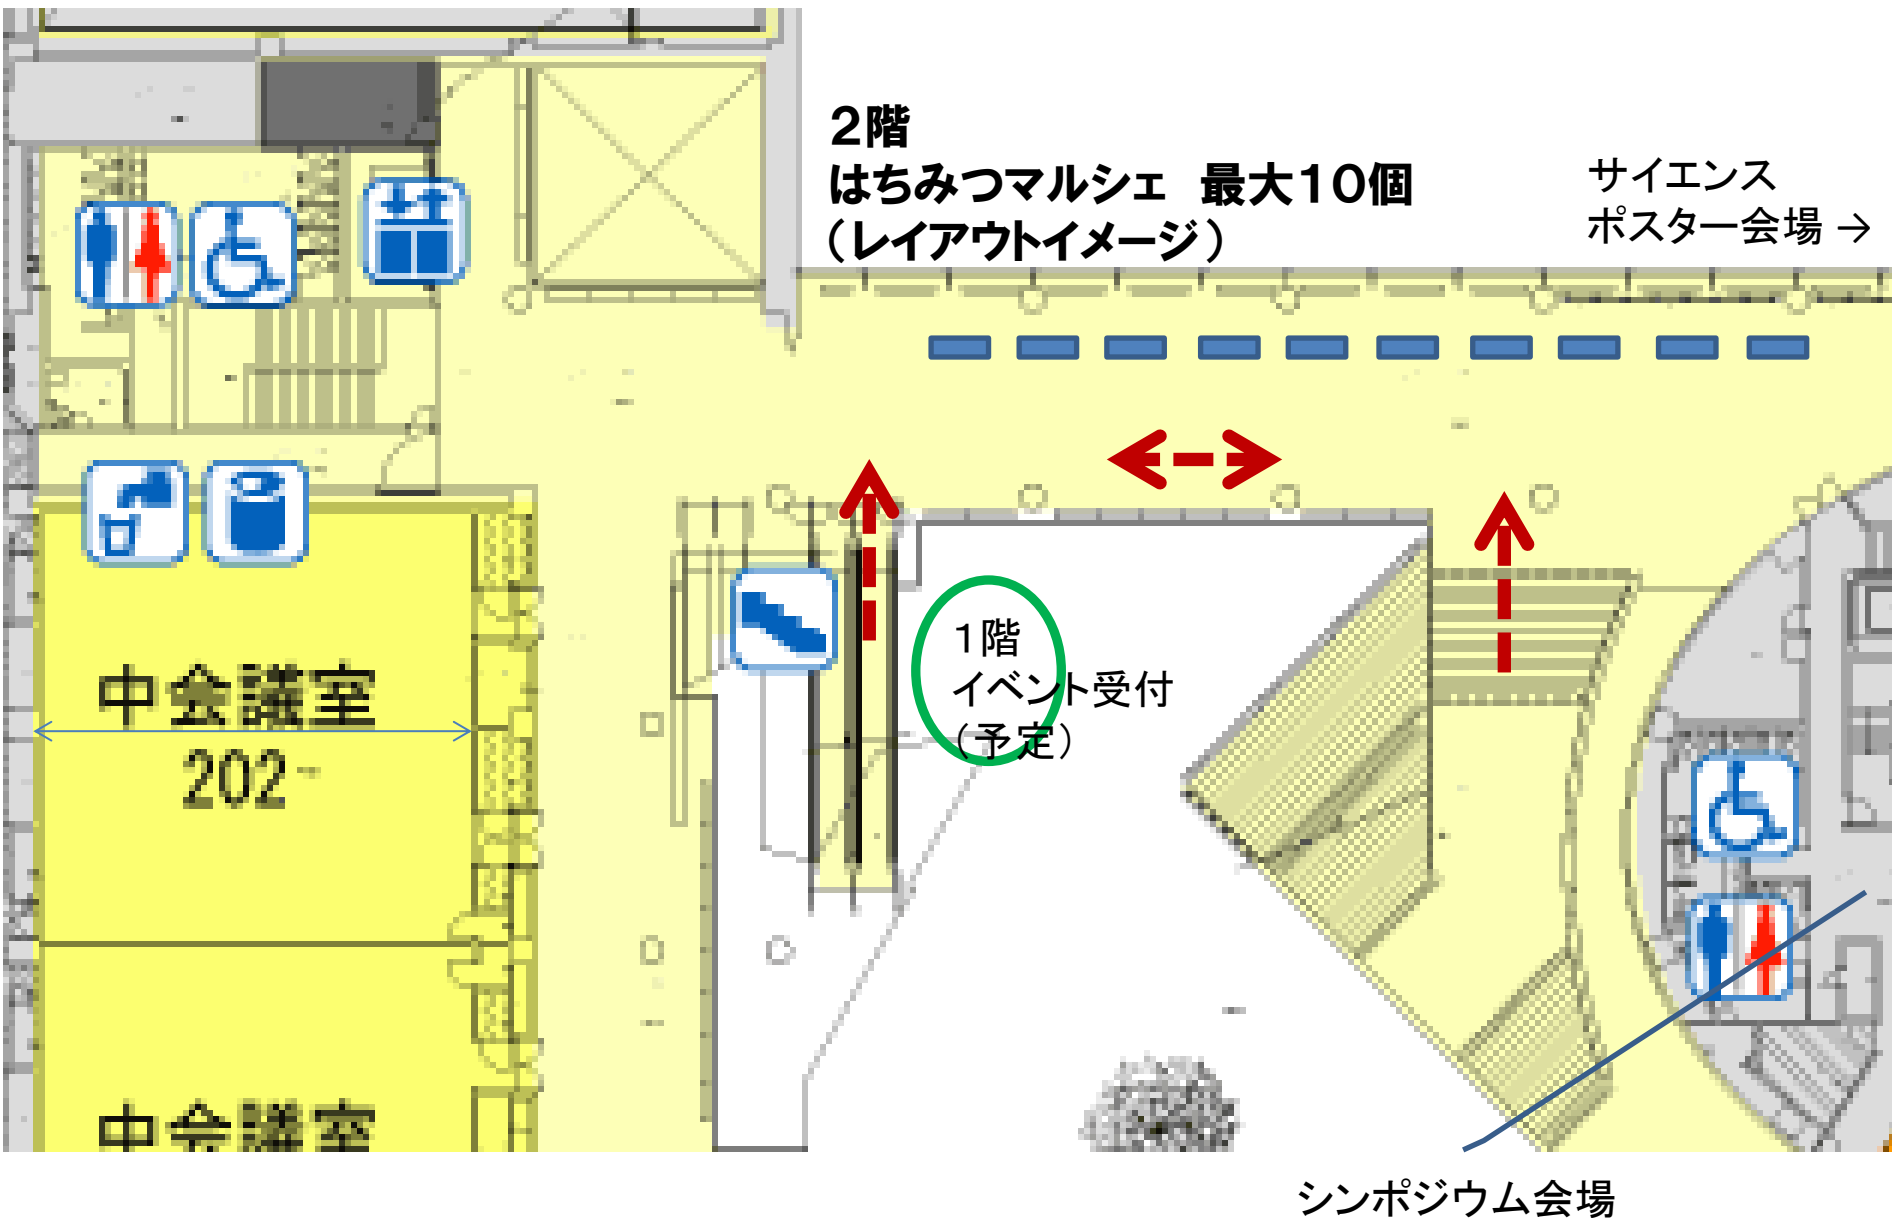 ２階
はちみつマルシェ　最大１０個
（レイアウトイメージ）
サイエンス
ポスター会場 →
１階
イベント受付
（予定）
中会議室
202
中会議室
シンポジウム会場